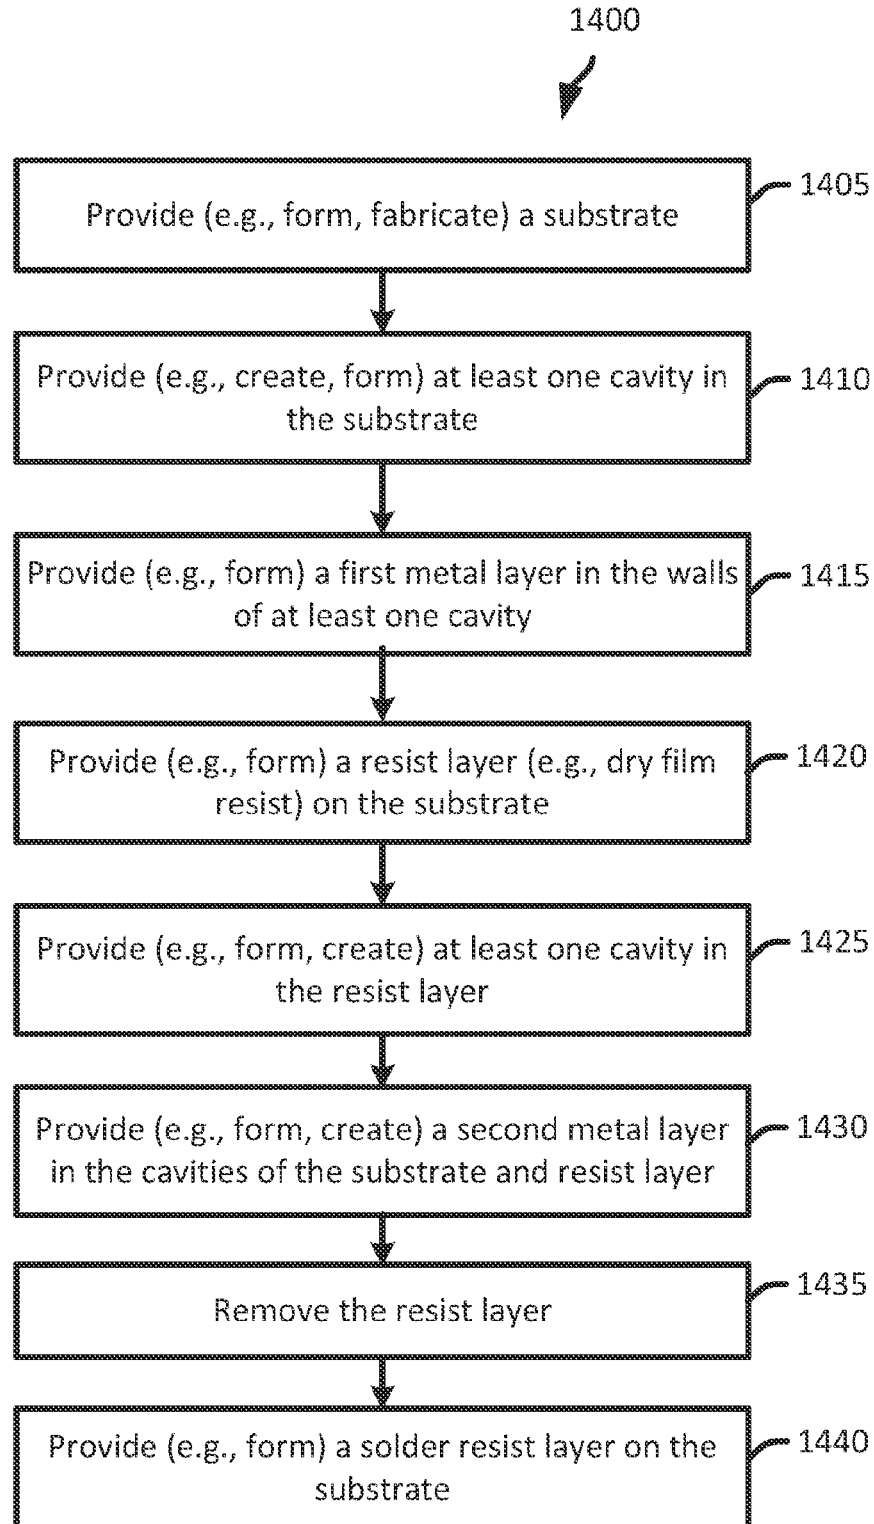 1400
Provide (e.g., form, fabricate) a substrate
1405
Provide (e.g., create, form) at least one cavity in
the substrate
1410
Provide (e.g., form) a first metal layer in the walls
of at least one cavity
1415
Provide (e.g., form) a resist layer (e.g., dry film
resist) on the substrate
1420
Provide (e.g., form, create) at least one cavity in
the resist layer
1425
Provide (e.g., form, create) a second metal layer
in the cavities of the substrate and resist layer
1430
Remove the resist layer
1435
Provide (e.g., form) a solder resist layer on the
substrate
1440